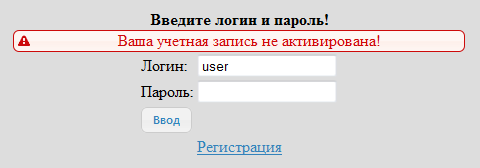 Введите логин и пароль!
Ваша учетная запись не активирована!
Логин: user
Пароль:
Ввод
Регистрация